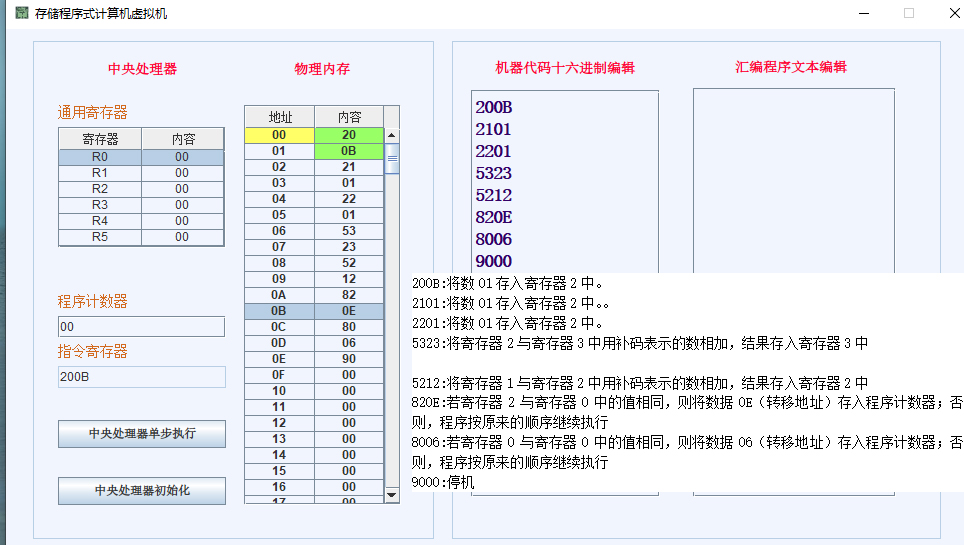 存储程序式计算机虚拟机
中央处理器
通用寄存器
寄存器 内容
R0 00
R1 00
R2 00
R3 00
R4 00
R5 00
程序计数器
00
指令寄存器
200B
中央处理器单步执行
中央处理器初始化
物理内存
地址 内容
00 20
01 0B
02 21
03 01
04 22
05 01
06 53
07 23
08 52
09 12
0A 82
0B 0E
0C 80
0D 06
0E 90
0F 00
10 00
11 00
12 00
13 00
14 00
15 00
16 00
17 00
机器代码十六进制编辑
200B
2101
2201
5323
5212
820E
8006
9000
汇编程序文本编辑
200B:将数 01 存入寄存器 2 中。
2101:将数 01 存入寄存器 2 中。。
2201:将数 01 存入寄存器 2 中。
5323:将寄存器 2 与寄存器 3 中用补码表示的数相加，结果存入寄存器 3 中
5212:将寄存器 1 与寄存器 2 中用补码表示的数相加，结果存入寄存器 2 中
820E:若寄存器 2 与寄存器 0 中的值相同，则将数据 0E（转移地址）存入程序计数器；否
则，程序按原来的顺序继续执行
8006:若寄存器 0 与寄存器 0 中的值相同，则将数据 06（转移地址）存入程序计数器；否
则，程序按原来的顺序继续执行
9000:停机